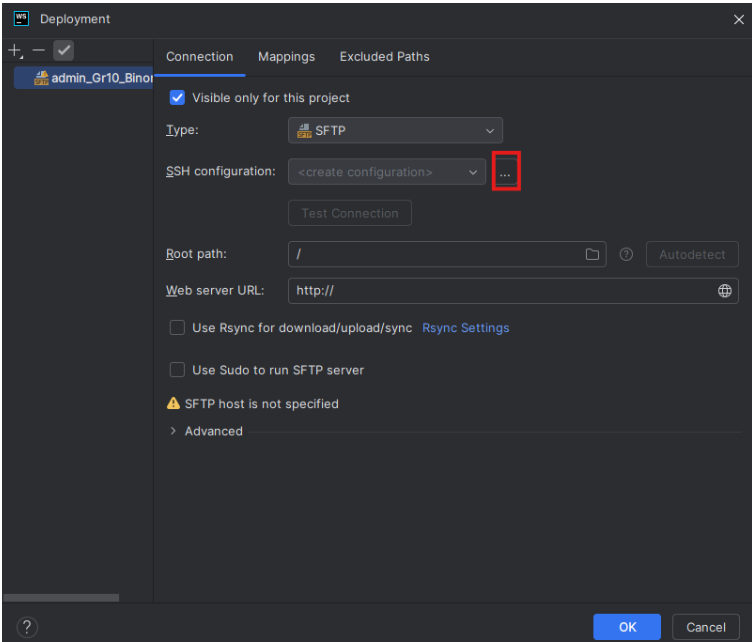 WS Deployment
Connection Mappings Excluded Paths
admin_Gr10_Binor
Visible only for this project
Type: SFTP
SSH configuration: <create configuration> ...
Test Connection
Root path: / Autodetect
Web server URL: http://
Use Rsync for download/upload/sync Rsync Settings
Use Sudo to run SFTP server
SFTP host is not specified
Advanced
? OK Cancel